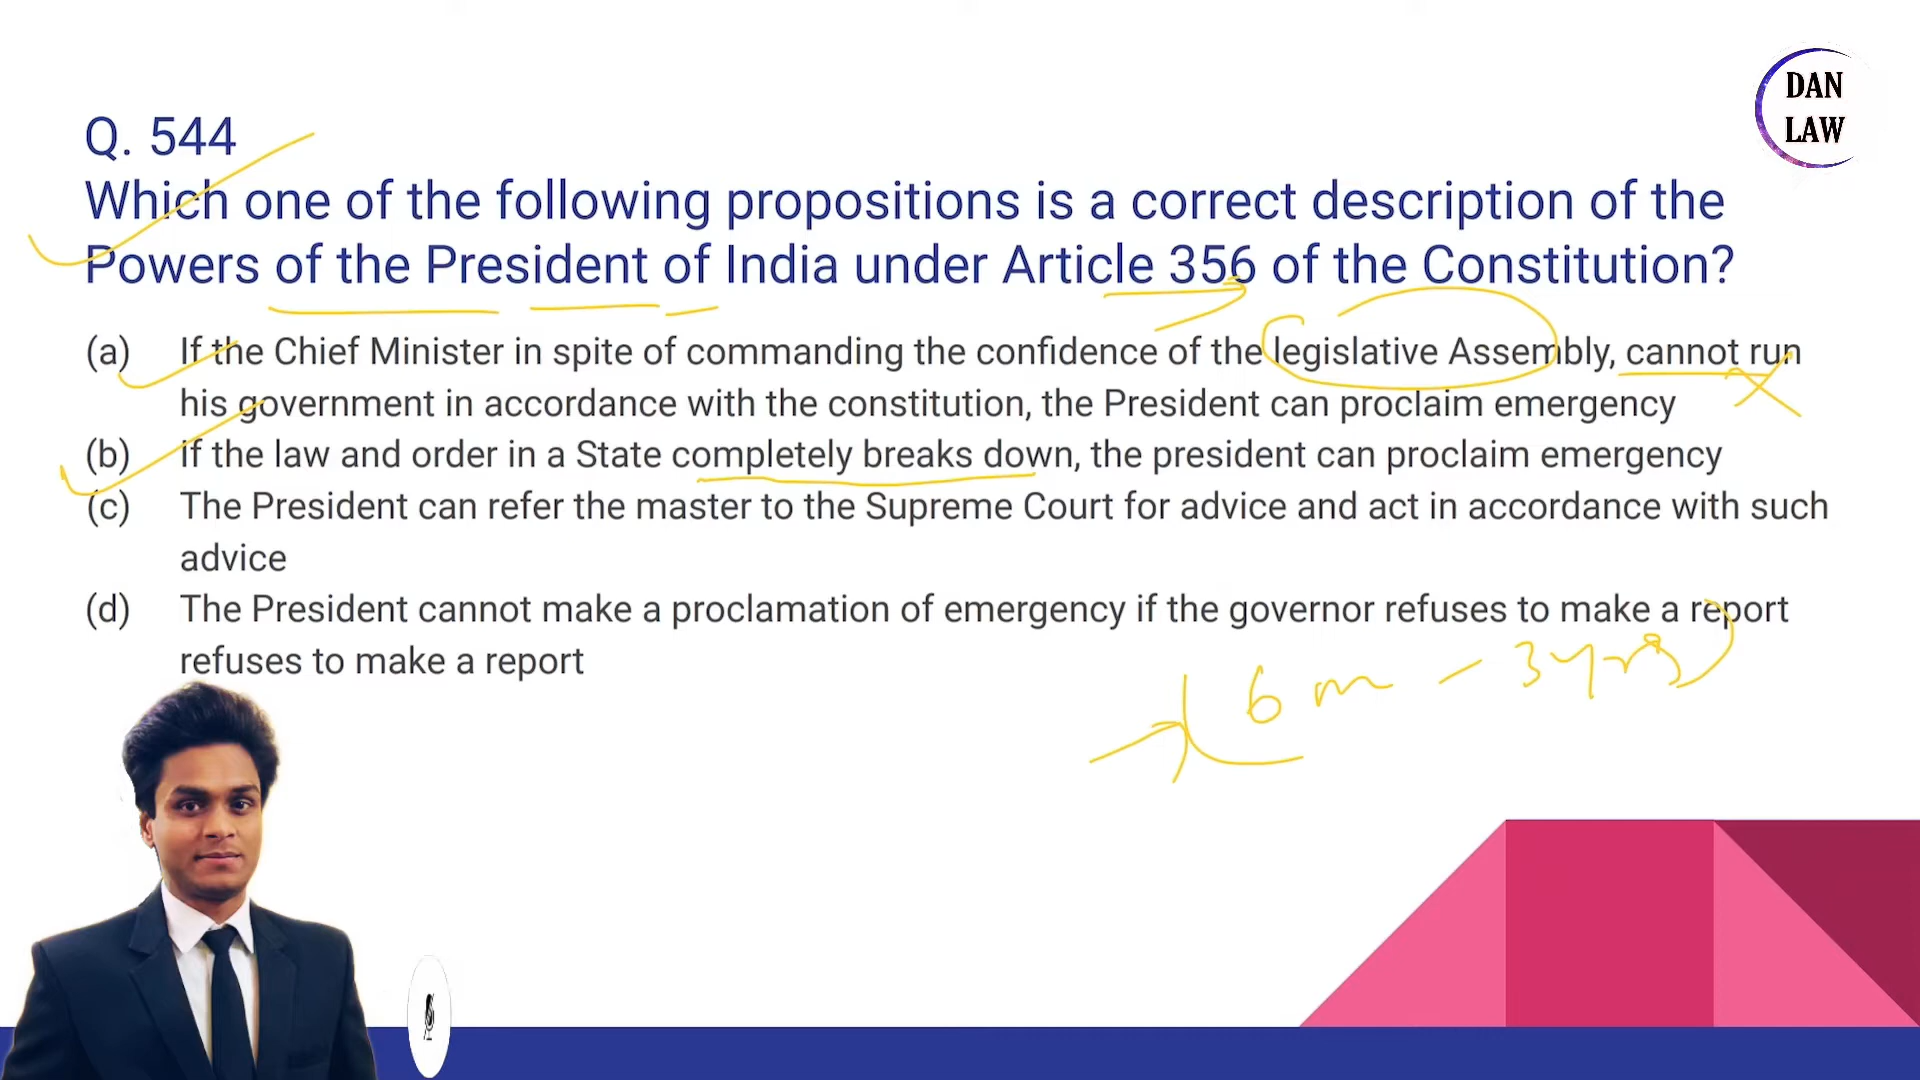 DAN
LAW
Q. 544
Which one of the following propositions is a correct description of the
Powers of the President of India under Article 356 of the Constitution?
(a) If the Chief Minister in spite of commanding the confidence of the legislative Assembly, cannot run
his government in accordance with the constitution, the President can proclaim emergency
(b) If the law and order in a State completely breaks down, the president can proclaim emergency
(c) The President can refer the master to the Supreme Court for advice and act in accordance with such
advice
(d) The President cannot make a proclamation of emergency if the governor refuses to make a report
refuses to make a report
6 m - 3 yrs